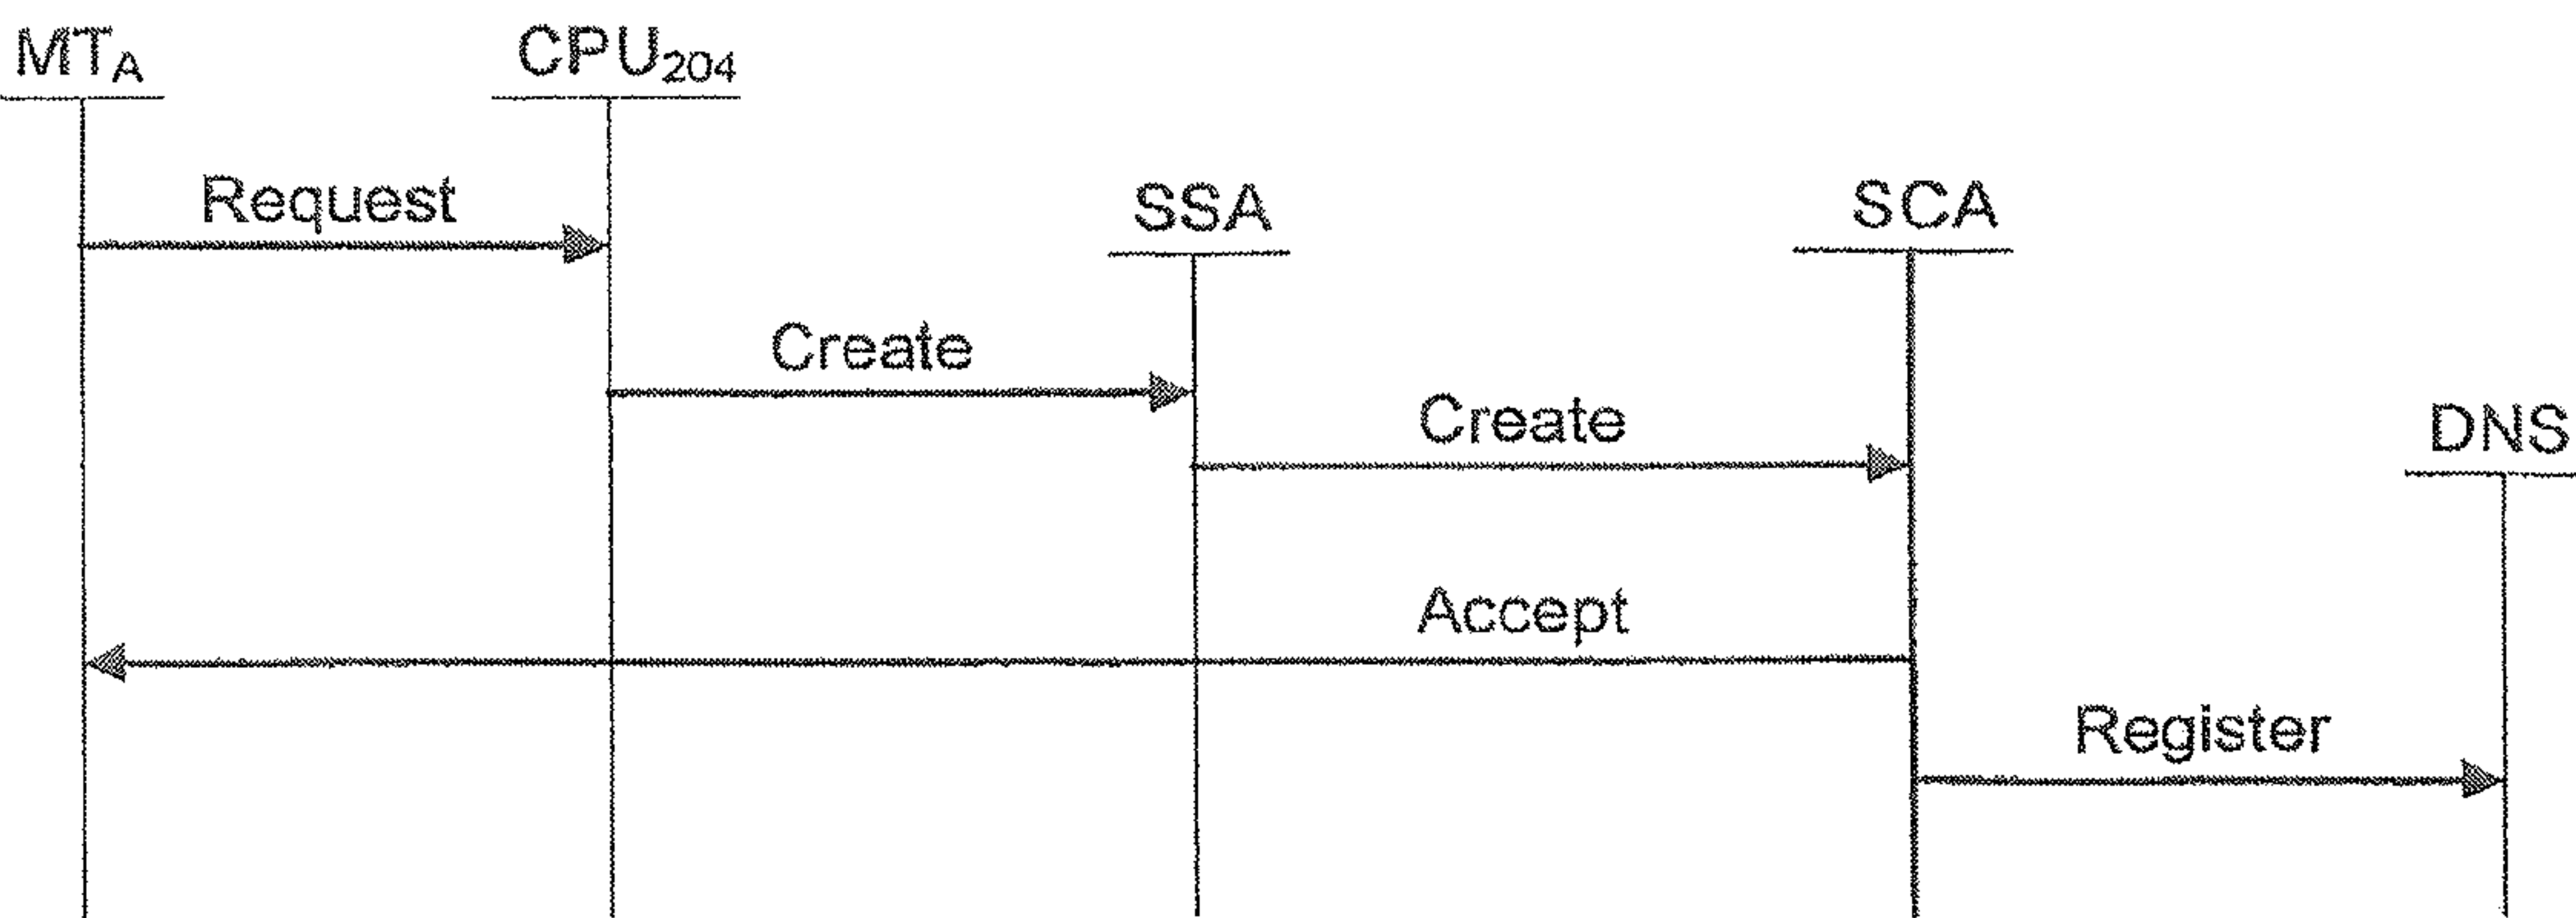 MTA
CPU204
Request
SSA
SCA
Create
Create
DNS
Accept
Register